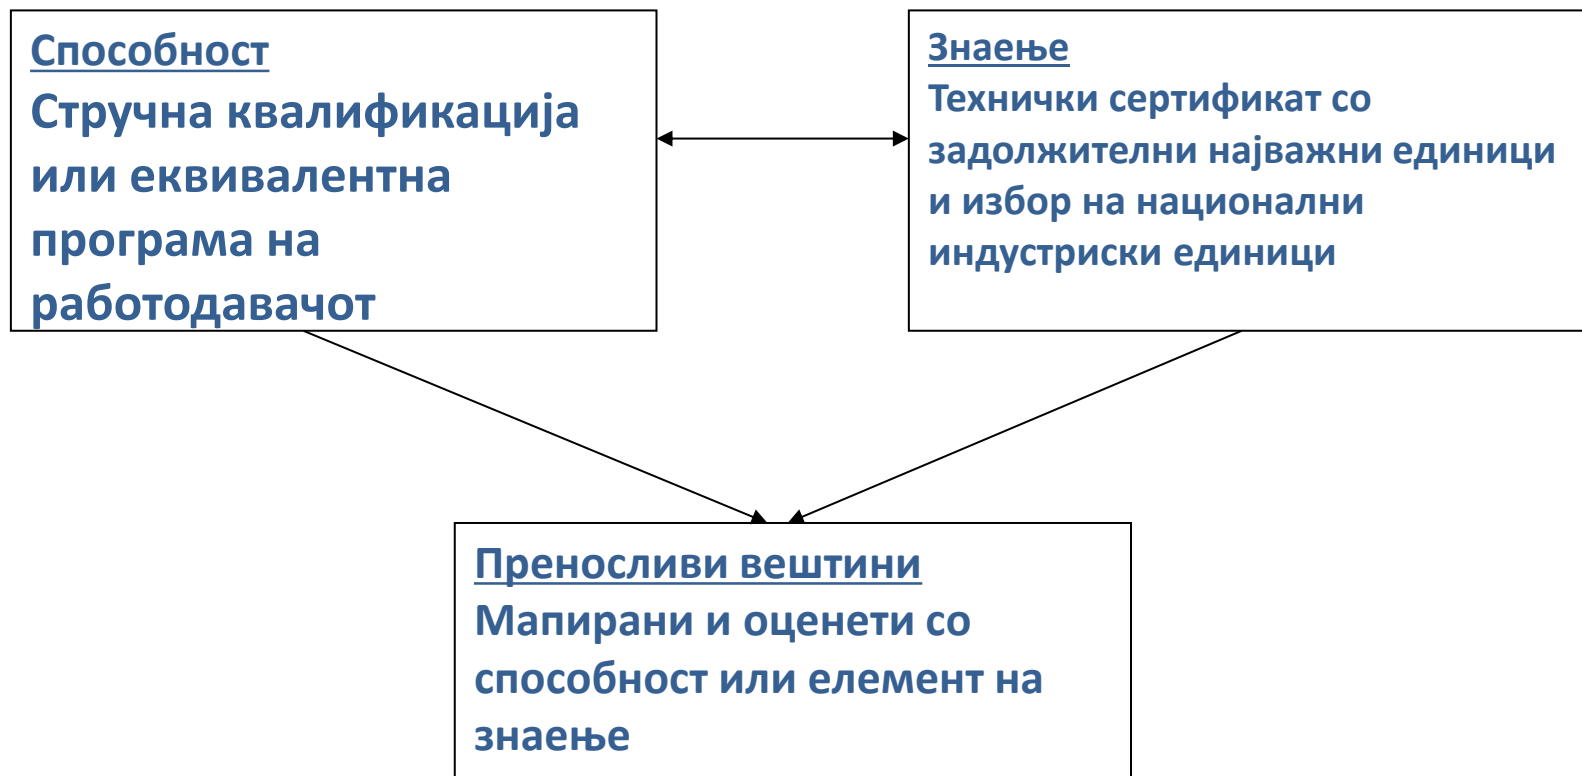 Способност
Стручна квалификација
или еквивалентна
програма на
работодавачот
Знаење
Технички сертификат со
задолжителни најважни единици
и избор на национални
индустриски единици
Преносливи вештини
Мапирани и оценети со
способност или елемент на
знаење